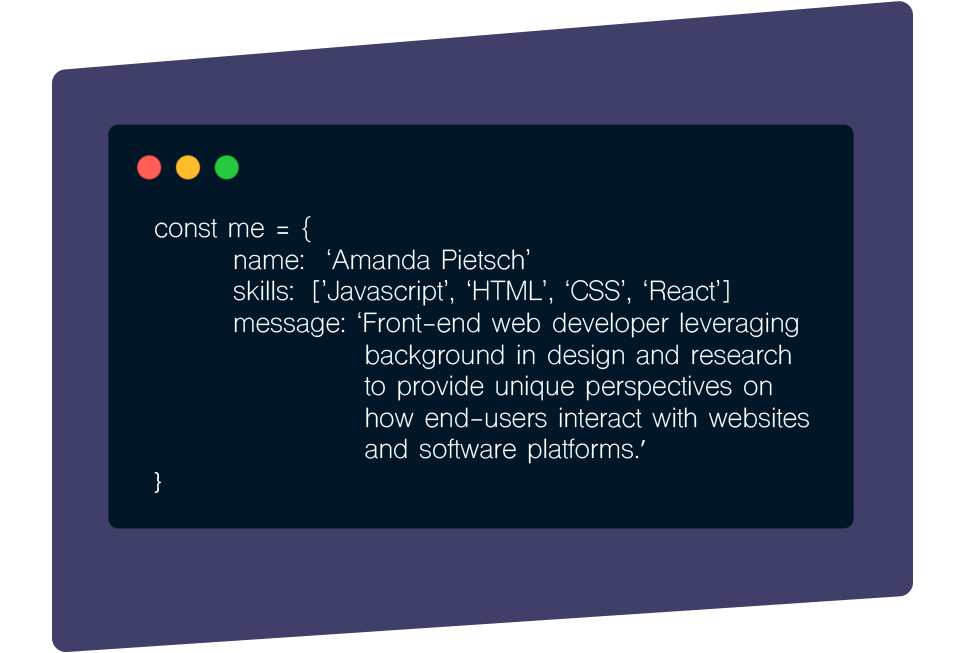 const me = {
name: ‘Amanda Pietsch’
skills: [’Javascript’, ‘HTML’, ‘CSS’, ‘React’]
message: ‘Front-end web developer leveraging
background in design and research
to provide unique perspectives on
how end-users interact with websites
and software platforms.’
}